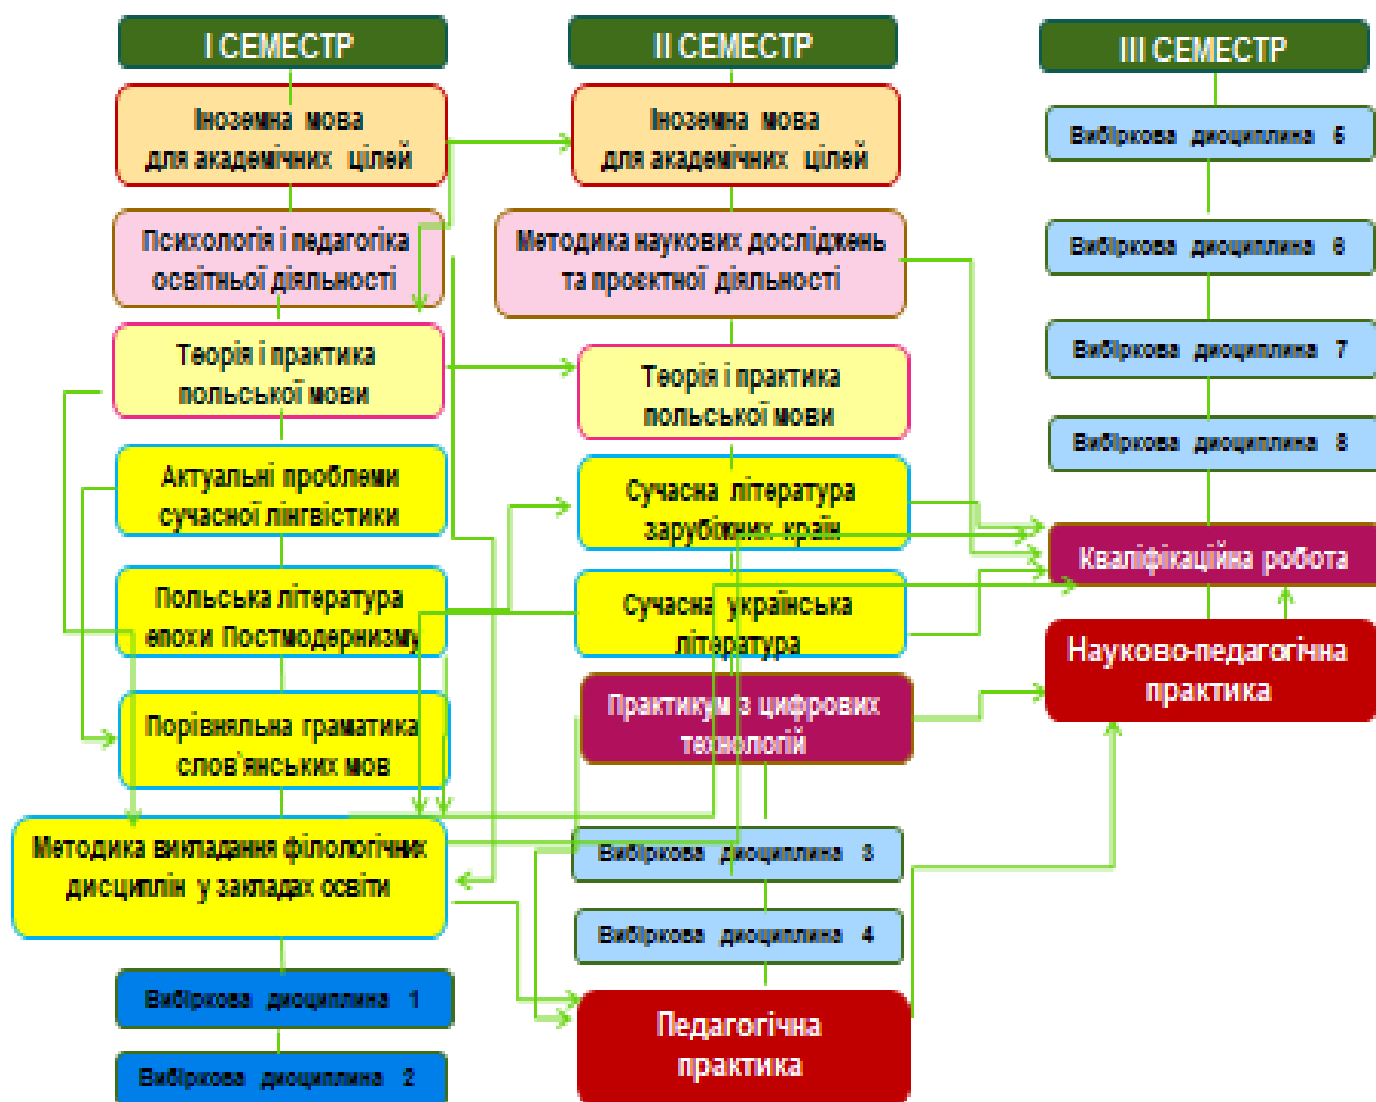 І СЕМЕСТР
Іноземна мова
для академічних цілей
Психологія і педагогіка
освітньої діяльності
Теорія і практика
польської мови
Актуальні проблеми
сучасної лінгвістики
Польська література
епохи Постмодернизму
Порівняльна граматика
слов'янських мов
Методика викладання філологічних
дисциплін у закладах освіти
Вибіркова дисципліна 1
Вибіркова дисципліна 2
ІІ СЕМЕСТР
Іноземна мова
для академічних цілей
Методика наукових досліджень
та проєктної діяльності
Теорія і практика
польської мови
Сучасна література
зарубіжних країн
Сучасна українська
література
Практикум з цифрових
технологій
Вибіркова дисципліна 3
Вибіркова дисципліна 4
Педагогічна
практика
ІІІ СЕМЕСТР
Вибіркова дисципліна 5
Вибіркова дисципліна 6
Вибіркова дисципліна 7
Вибіркова дисципліна 8
Кваліфікаційна робота
Науково-педагогічна
практика